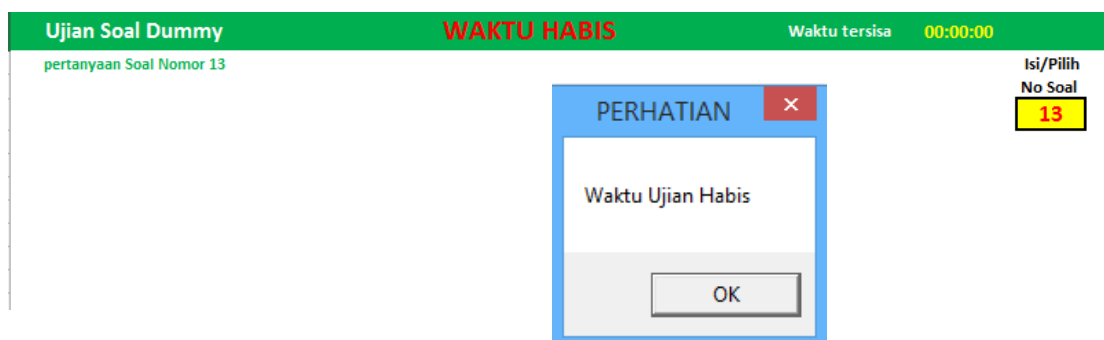 Ujian Soal Dummy WAKTU HABIS Waktu tersisa 00:00:00
pertanyaan Soal Nomor 13
Isi/Pilih
No Soal
13
PERHATIAN
Waktu Ujian Habis
OK